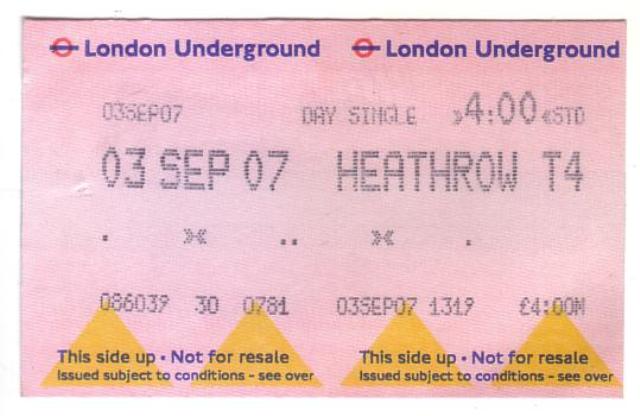 London Underground London Underground
03SEP07 DAY SINGLE »4:00«STD
03 SEP 07 HEATHROW T4
086039 30 0781 03SEP07 1319 £4:00M
This side up · Not for resale This side up · Not for resale
Issued subject to conditions - see over Issued subject to conditions - see over